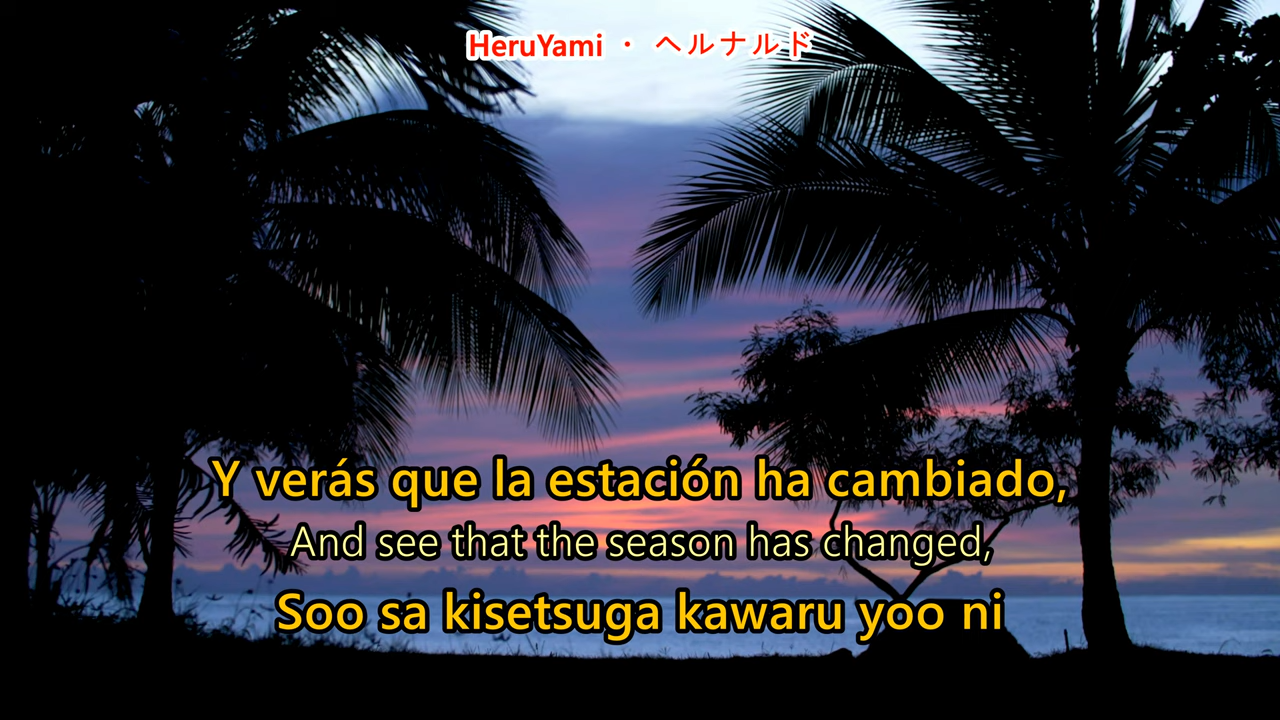 HeruYami ・ ヘルナルド
Y verás que la estación ha cambiado,
And see that the season has changed,
Soo sa kisetsuga kawaru yoo ni